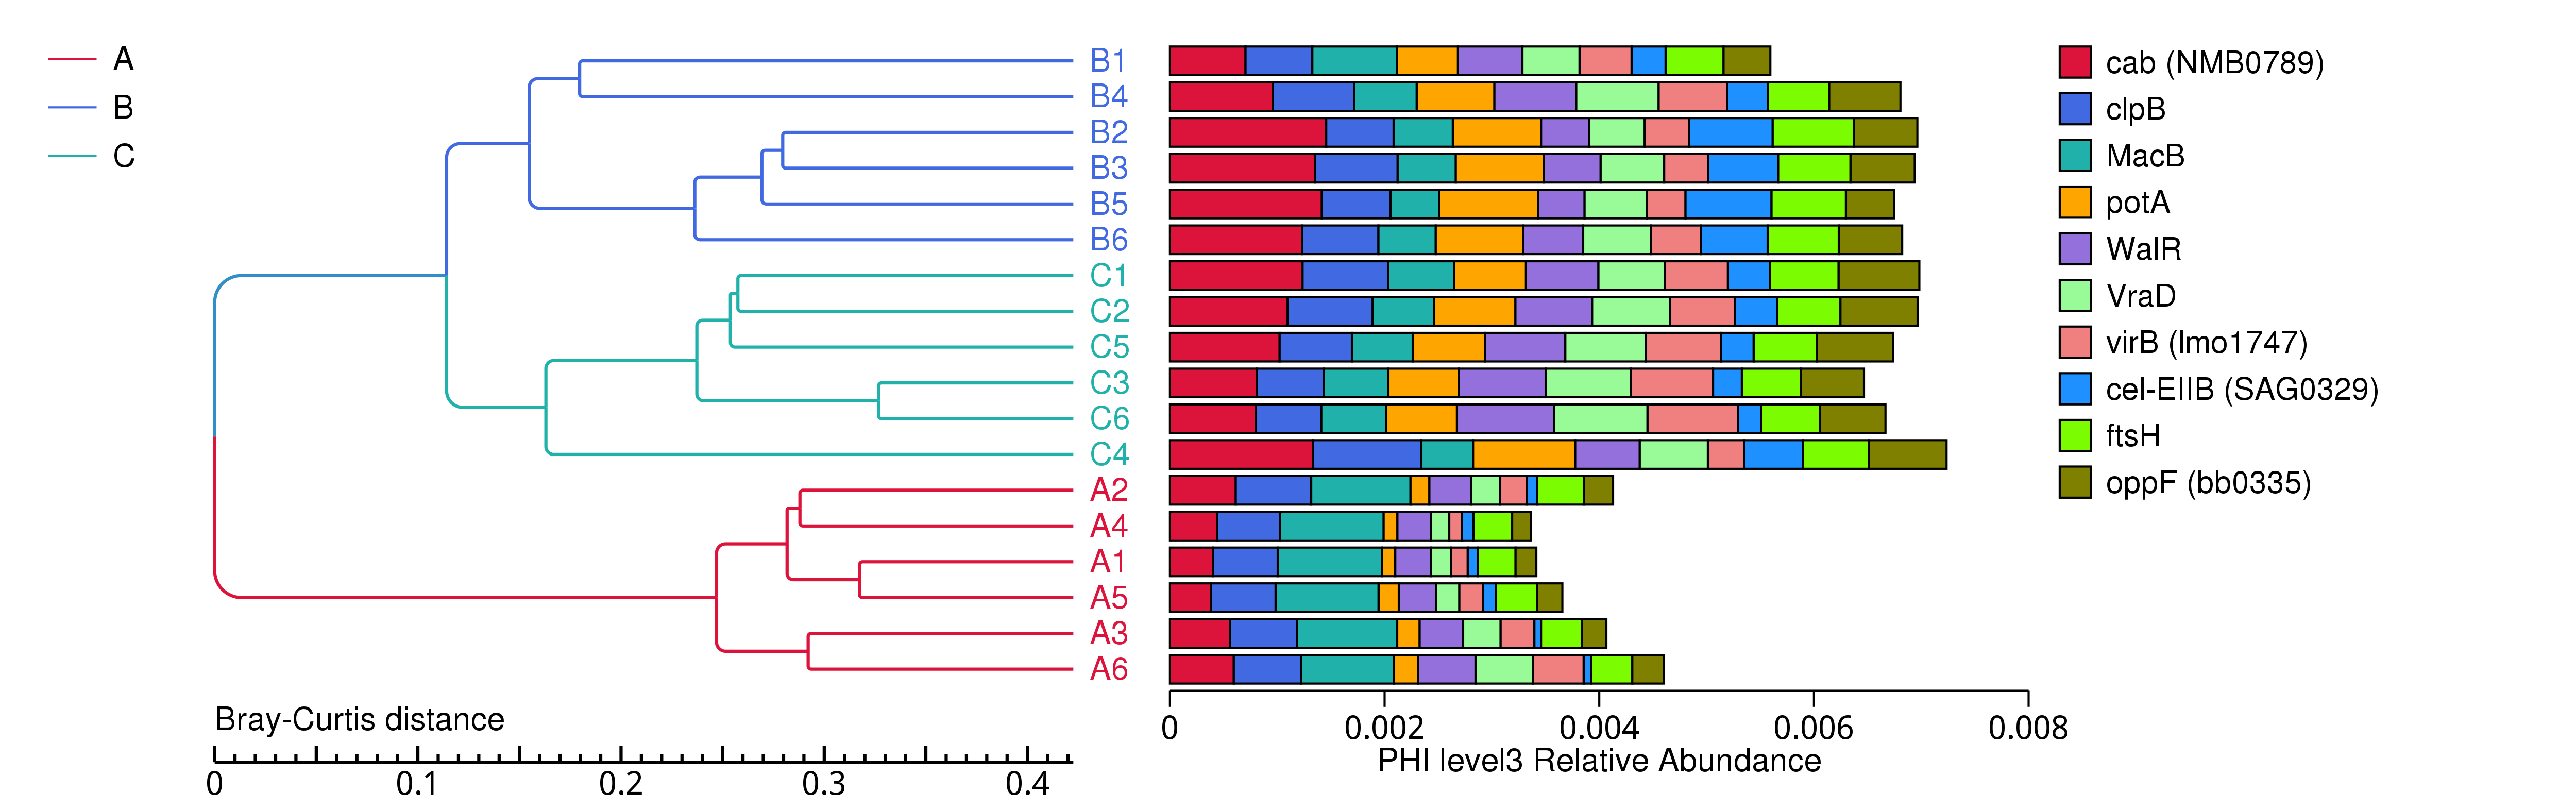 A
B
C
B1
B4
B2
B3
B5
B6
C1
C2
C5
C3
C6
C4
A2
A4
A1
A5
A3
A6
Bray-Curtis distance
0 0.1 0.2 0.3 0.4
0 0.002 0.004 0.006 0.008
PHI level3 Relative Abundance
cab (NMB0789)
clpB
MacB
potA
WalR
VraD
virB (lmo1747)
cel-EIIB (SAG0329)
ftsH
oppF (bb0335)